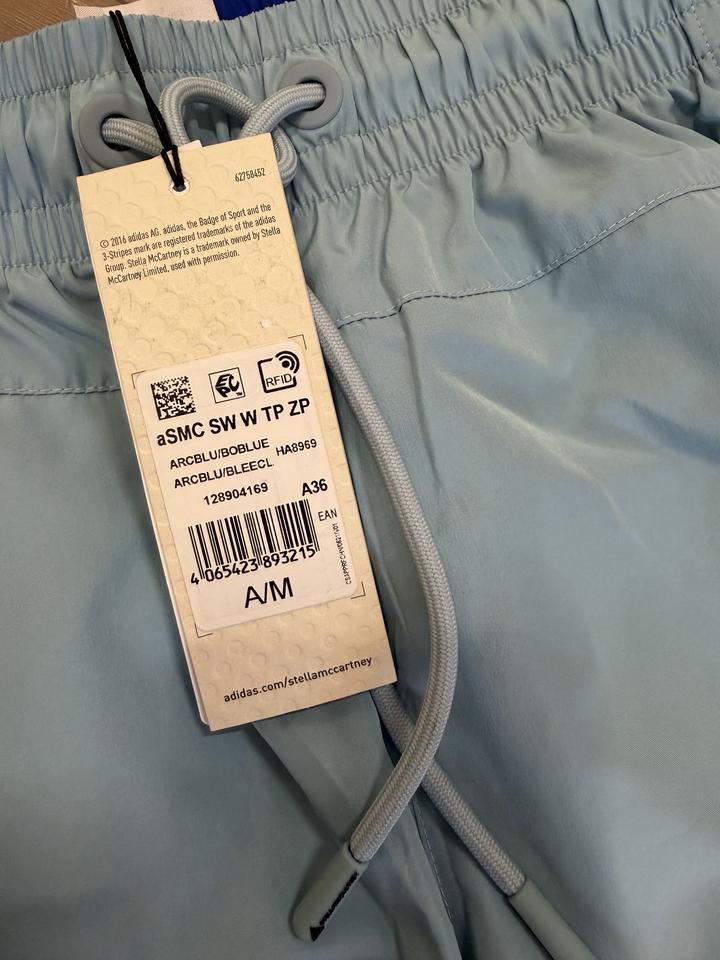 62758452
© 2016 adidas AG. adidas, the Badge of Sport and the
3-Stripes mark are registered trademarks of the adidas
Group. Stella McCartney is a trademark owned by Stella
McCartney Limited, used with permission.
EPC™
RFID
aSMC SW W TP ZP
ARCBLU/BOBLUE HA8969
ARCBLU/BLEECL
128904169
A36
EAN
4 065423 893215
A/M
adidas.com/stellamccartney